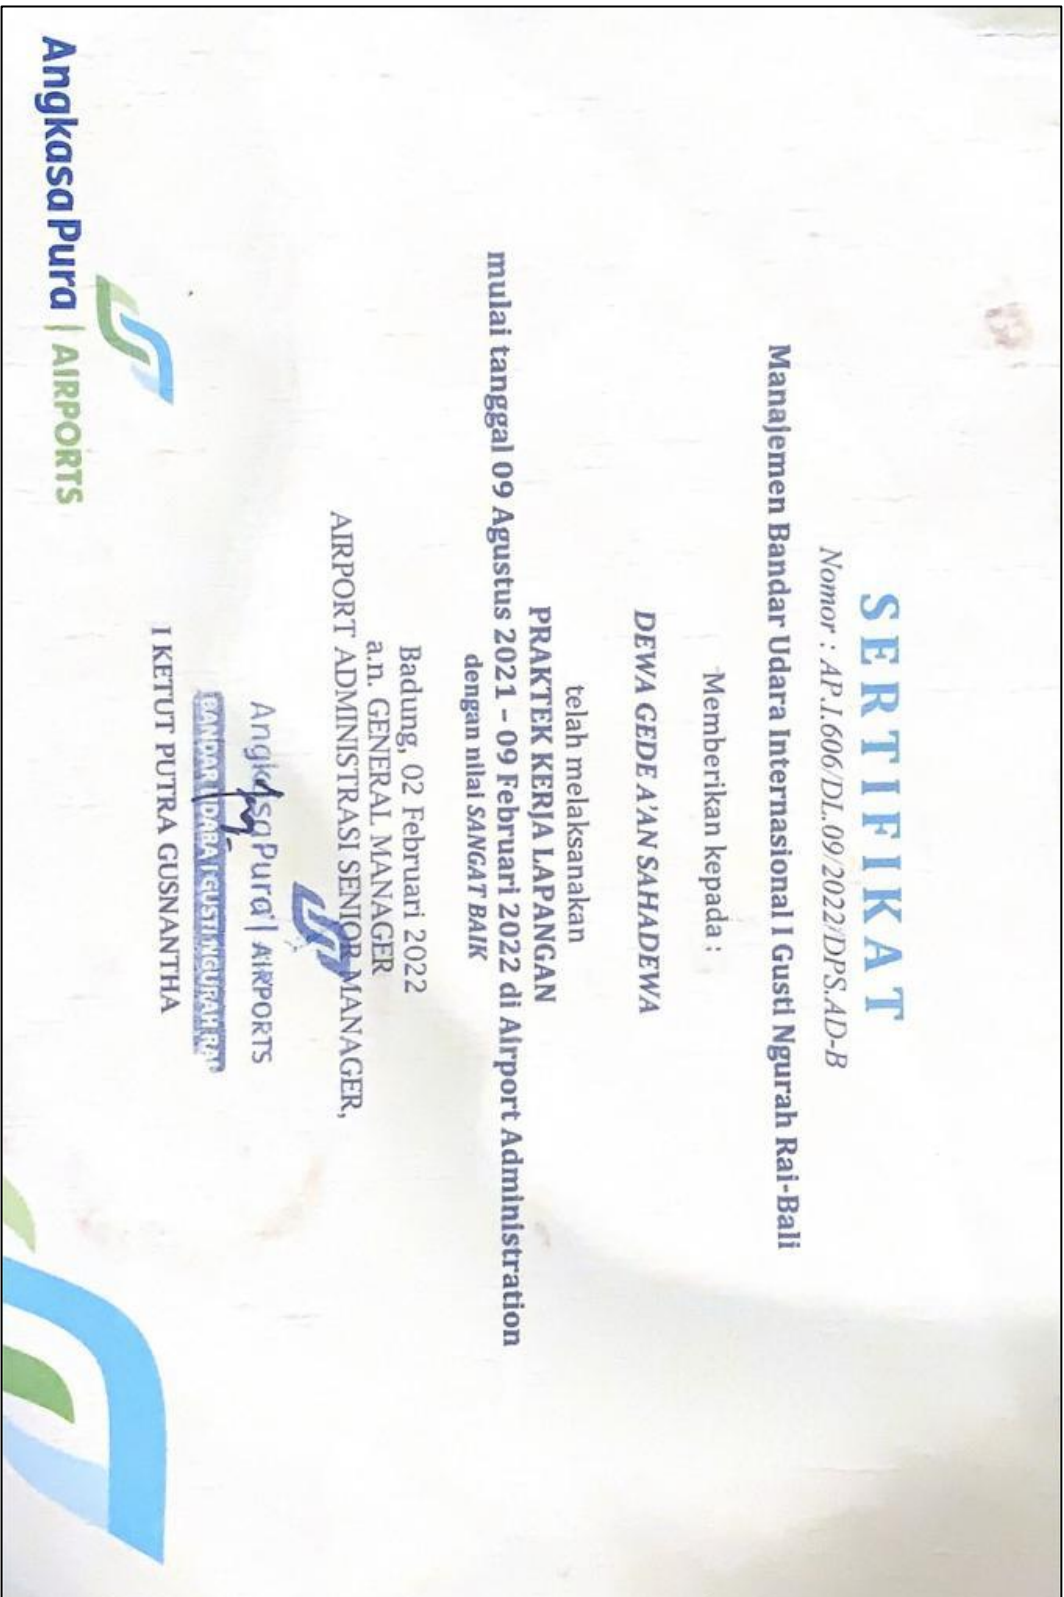 SERTIFIKAT
Nomor : AP.I.606/DL.09/2022/DPS.AD-B
Manajemen Bandar Udara Internasional I Gusti Ngurah Rai-Bali
Memberikan kepada :
DEWA GEDE A'AN SAHADEWA
telah melaksanakan
PRAKTEK KERJA LAPANGAN
mulai tanggal 09 Agustus 2021 – 09 Februari 2022 di Airport Administration
dengan nilai SANGAT BAIK
Badung, 02 Februari 2022
a.n. GENERAL MANAGER
AIRPORT ADMINISTRASI SENIOR MANAGER,
AngkasaPura | AIRPORTS
BANDAR UDARA I GUSTI NGURAH RAI
I KETUT PUTRA GUSNANTHA
AngkasaPura | AIRPORTS